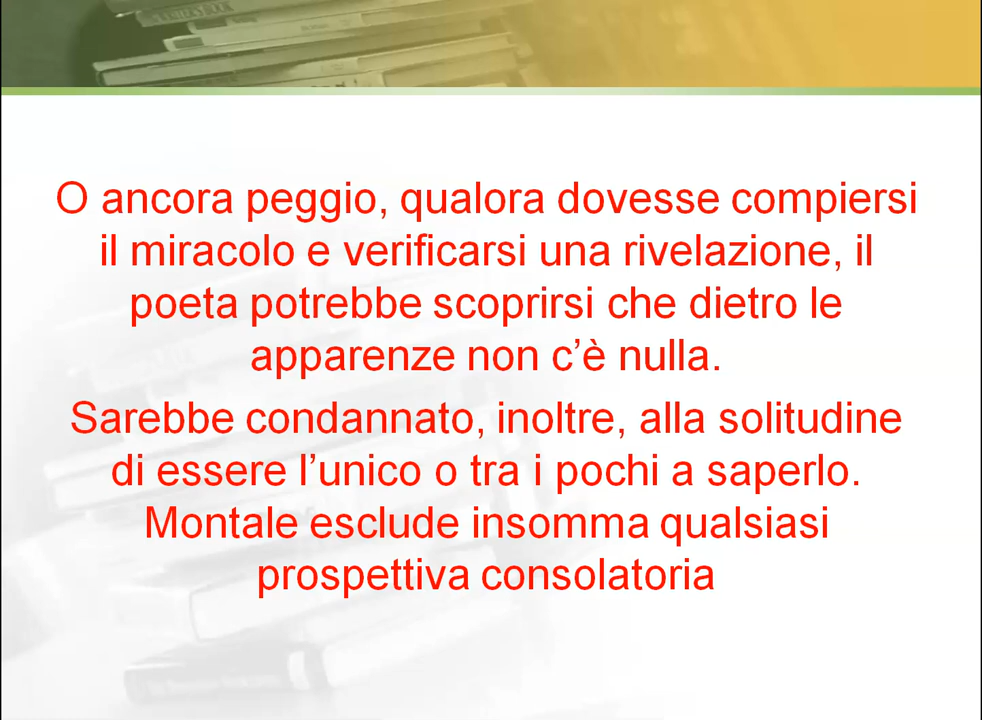 O ancora peggio, qualora dovesse compiersi
il miracolo e verificarsi una rivelazione, il
poeta potrebbe scoprirsi che dietro le
apparenze non c’è nulla.
Sarebbe condannato, inoltre, alla solitudine
di essere l’unico o tra i pochi a saperlo.
Montale esclude insomma qualsiasi
prospettiva consolatoria